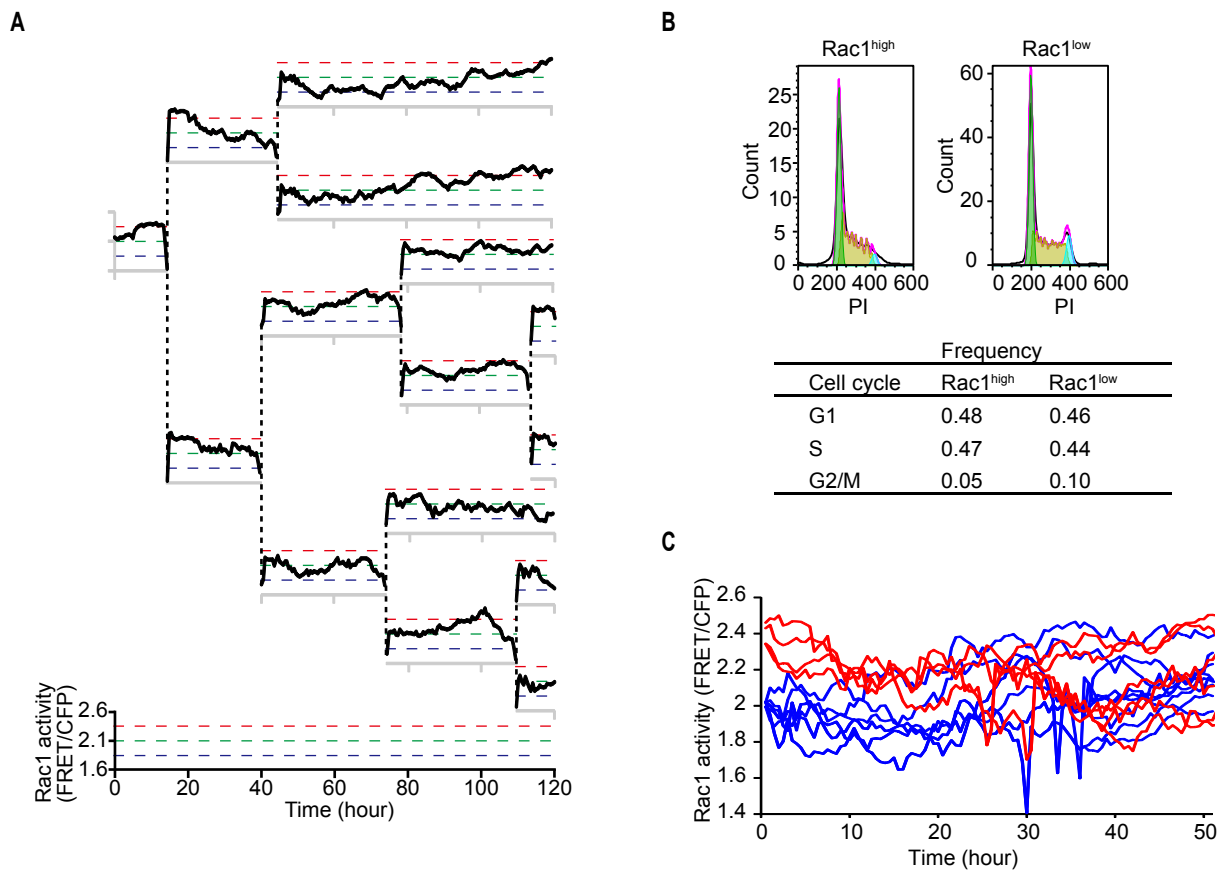 A
Rac1 activity
(FRET/CFP)
2.6
2.1
1.6
0 20 40 60 80 100 120
Time (hour)
B
Rac1high Rac1low
Count
25
20
15
10
5
0
0 200 400 600
PI
Count
60
40
20
0
0 200 400 600
PI
Frequency
Cell cycle Rac1high Rac1low
G1 0.48 0.46
S 0.47 0.44
G2/M 0.05 0.10
C
Rac1 activity (FRET/CFP)
2.6
2.4
2.2
2
1.8
1.6
1.4
0 10 20 30 40 50
Time (hour)